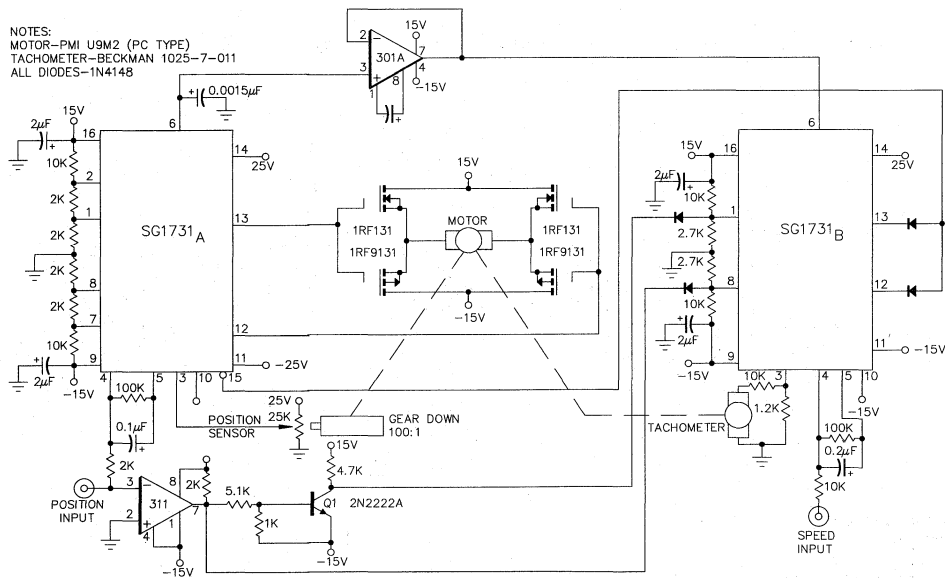 NOTES:
MOTOR-PMI U9M2 (PC TYPE)
TACHOMETER-BECKMAN 1025-7-011
ALL DIODES-1N4148
2
15V
7
301A
4
3
-15V
1
8
0.0015μF
6
15V
2μF
16
10K
2
2K
1
2K
2K
8
2K
7
10K
9
2μF
-15V
SG1731A
14
25V
13
12
11
-25V
4
5
3
10
15
100K
0.1μF
2K
POSITION
INPUT
3
2
311
8
7
4
1
-15V
2K
5.1K
1K
Q1
2N2222A
4.7K
15V
-15V
POSITION
SENSOR
25V
25K
GEAR DOWN
100:1
15V
1RF131
1RF9131
MOTOR
1RF131
1RF9131
-15V
6
15V
16
2μF
10K
1
2.7K
2.7K
8
10K
2μF
9
-15V
SG1731B
14
25V
13
12
11
-15V
3
4
5
10
10K
1.2K
TACHOMETER
-15V
100K
0.2μF
10K
SPEED
INPUT